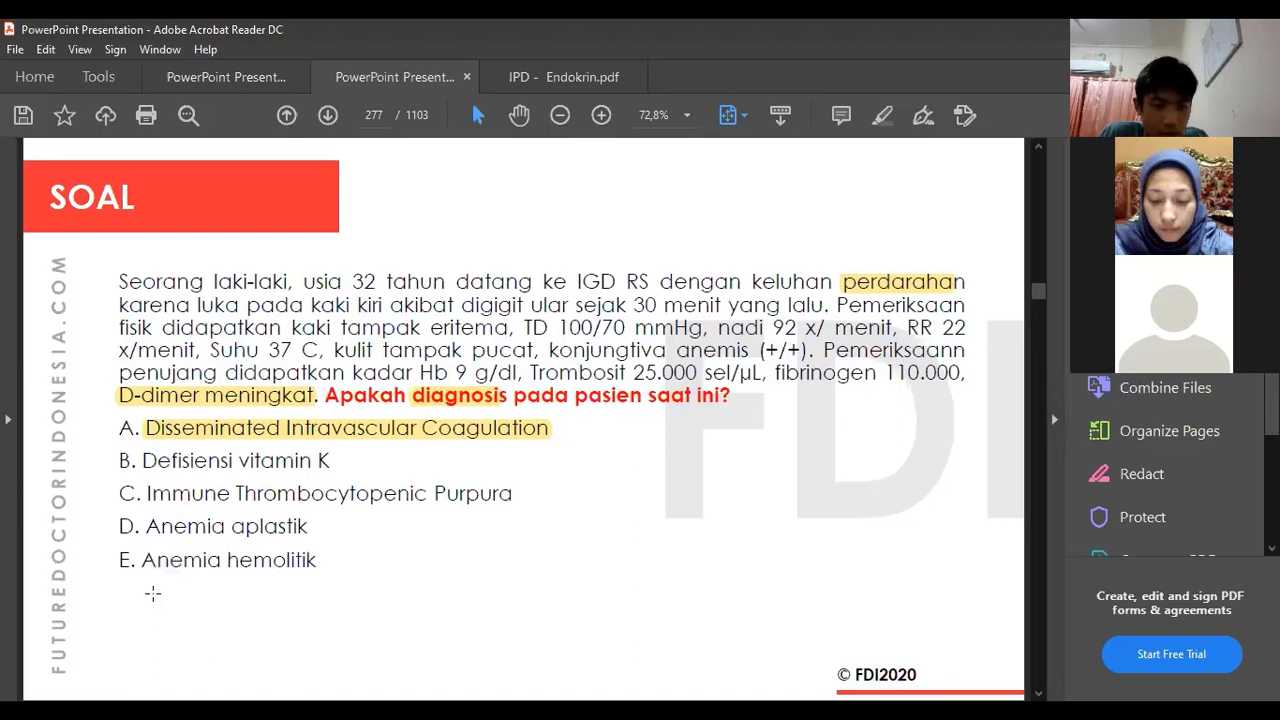 PowerPoint Presentation - Adobe Acrobat Reader DC
File Edit View Sign Window Help
Home Tools PowerPoint Present... PowerPoint Present... × IPD - Endokrin.pdf
277 / 1103 72,8%
SOAL
Seorang laki-laki, usia 32 tahun datang ke IGD RS dengan keluhan perdarahan
karena luka pada kaki kiri akibat digigit ular sejak 30 menit yang lalu. Pemeriksaan
fisik didapatkan kaki tampak eritema, TD 100/70 mmHg, nadi 92 x/ menit, RR 22
x/menit, Suhu 37 C, kulit tampak pucat, konjungtiva anemis (+/+). Pemeriksaann
penujang didapatkan kadar Hb 9 g/dl, Trombosit 25.000 sel/µL, fibrinogen 110.000,
D-dimer meningkat. Apakah diagnosis pada pasien saat ini?
A. Disseminated Intravascular Coagulation
B. Defisiensi vitamin K
C. Immune Thrombocytopenic Purpura
D. Anemia aplastik
E. Anemia hemolitik
FUTUREDOCTORINDONESIA.COM
FDI
© FDI2020
Combine Files
Organize Pages
Redact
Protect
Create, edit and sign PDF
forms & agreements
Start Free Trial